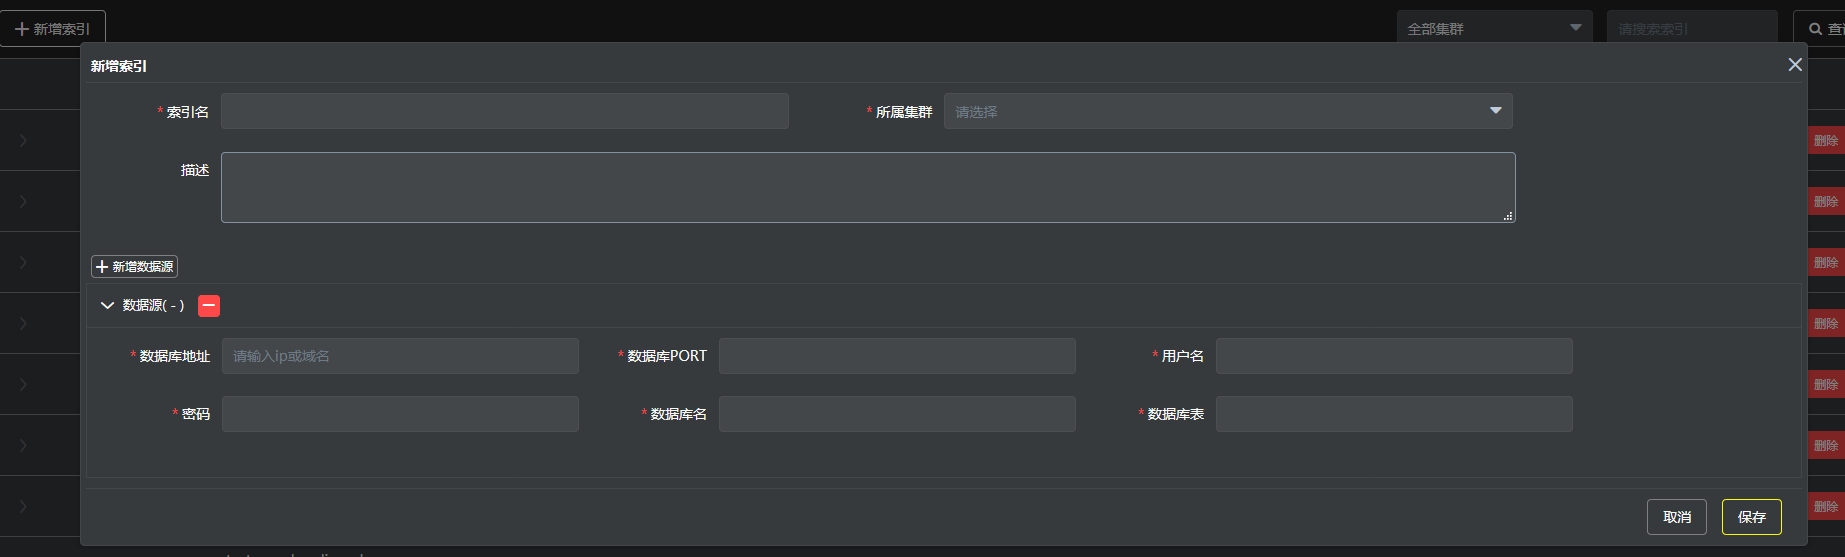 新增索引
全部集群
请搜索索引
新增索引
* 索引名
* 所属集群 请选择
描述
新增数据源
数据源( - )
* 数据库地址 请输入ip或域名 * 数据库PORT * 用户名
* 密码 * 数据库名 * 数据库表
取消 保存
删除
删除
删除
删除
删除
删除
删除